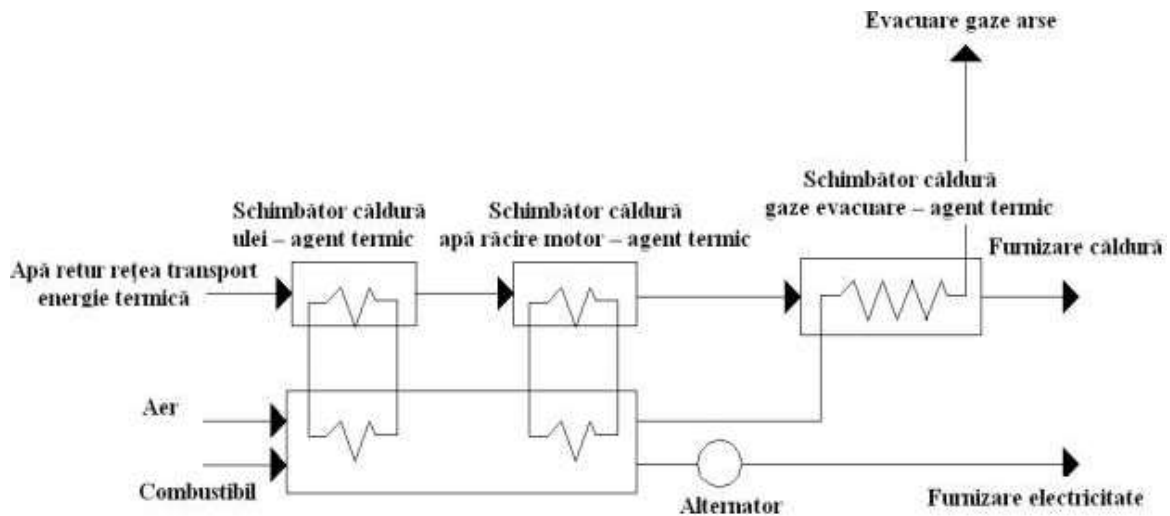 Evacuare gaze arse
Schimbător căldură
gaze evacuare – agent termic
Schimbător căldură
ulei – agent termic
Schimbător căldură
apă răcire motor – agent termic
Furnizare căldură
Apă retur rețea transport
energie termică
Aer
Combustibil
Alternator
Furnizare electricitate